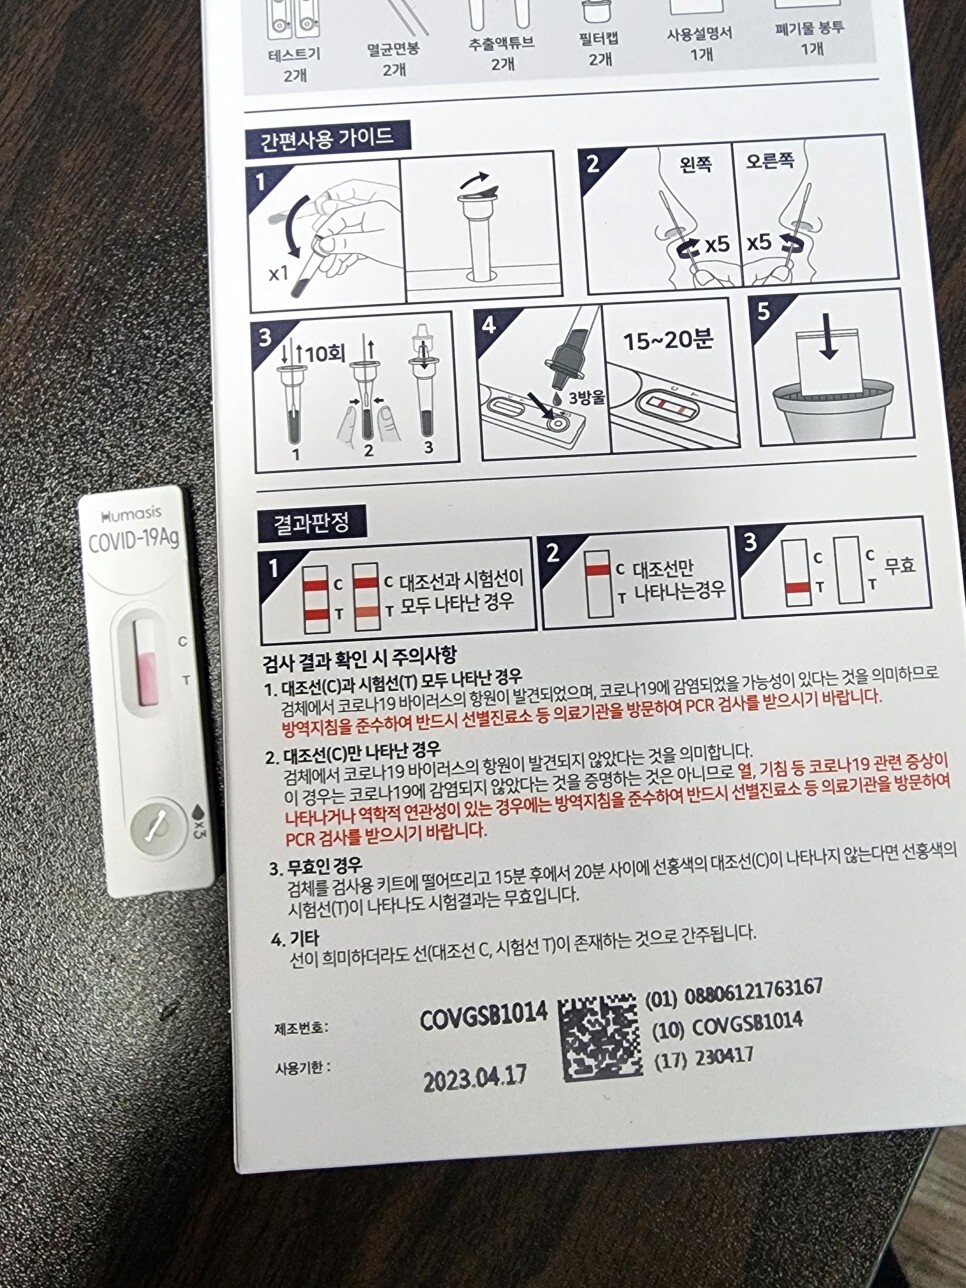 테스트기
2개
멸균면봉
2개
추출액튜브
2개
필터캡
2개
사용설명서
1개
폐기물 봉투
1개
간편사용 가이드
1
x1
2
왼쪽
오른쪽
x5
x5
3
10회
1
2
3
4
3방울
15~20분
C
T
5
결과판정
1
C
T
C
T
대조선과 시험선이
모두 나타난 경우
2
C
T
대조선만
나타나는경우
3
C
T
C
T
무효
검사 결과 확인 시 주의사항
1. 대조선(C)과 시험선(T) 모두 나타난 경우
검체에서 코로나19 바이러스의 항원이 발견되었으며, 코로나19에 감염되었을 가능성이 있다는 것을 의미하므로
방역지침을 준수하여 반드시 선별진료소 등 의료기관을 방문하여 PCR 검사를 받으시기 바랍니다.
2. 대조선(C)만 나타난 경우
검체에서 코로나19 바이러스의 항원이 발견되지 않았다는 것을 의미합니다.
이 경우는 코로나19에 감염되지 않았다는 것을 증명하는 것은 아니므로 열, 기침 등 코로나19 관련 증상이
나타나거나 역학적 연관성이 있는 경우에는 방역지침을 준수하여 반드시 선별진료소 등 의료기관을 방문하여
PCR 검사를 받으시기 바랍니다.
3. 무효인 경우
검체를 검사용 키트에 떨어뜨리고 15분 후에서 20분 사이에 선홍색의 대조선(C)이 나타나지 않는다면 선홍색의
시험선(T)이 나타나도 시험결과는 무효입니다.
4. 기타
선이 희미하더라도 선(대조선 C, 시험선 T)이 존재하는 것으로 간주됩니다.
제조번호:
COVGSB1014
사용기한 :
2023.04.17
(01) 08806121763167
(10) COVGSB1014
(17) 230417
Humasis
COVID-19Ag
C
T
x3